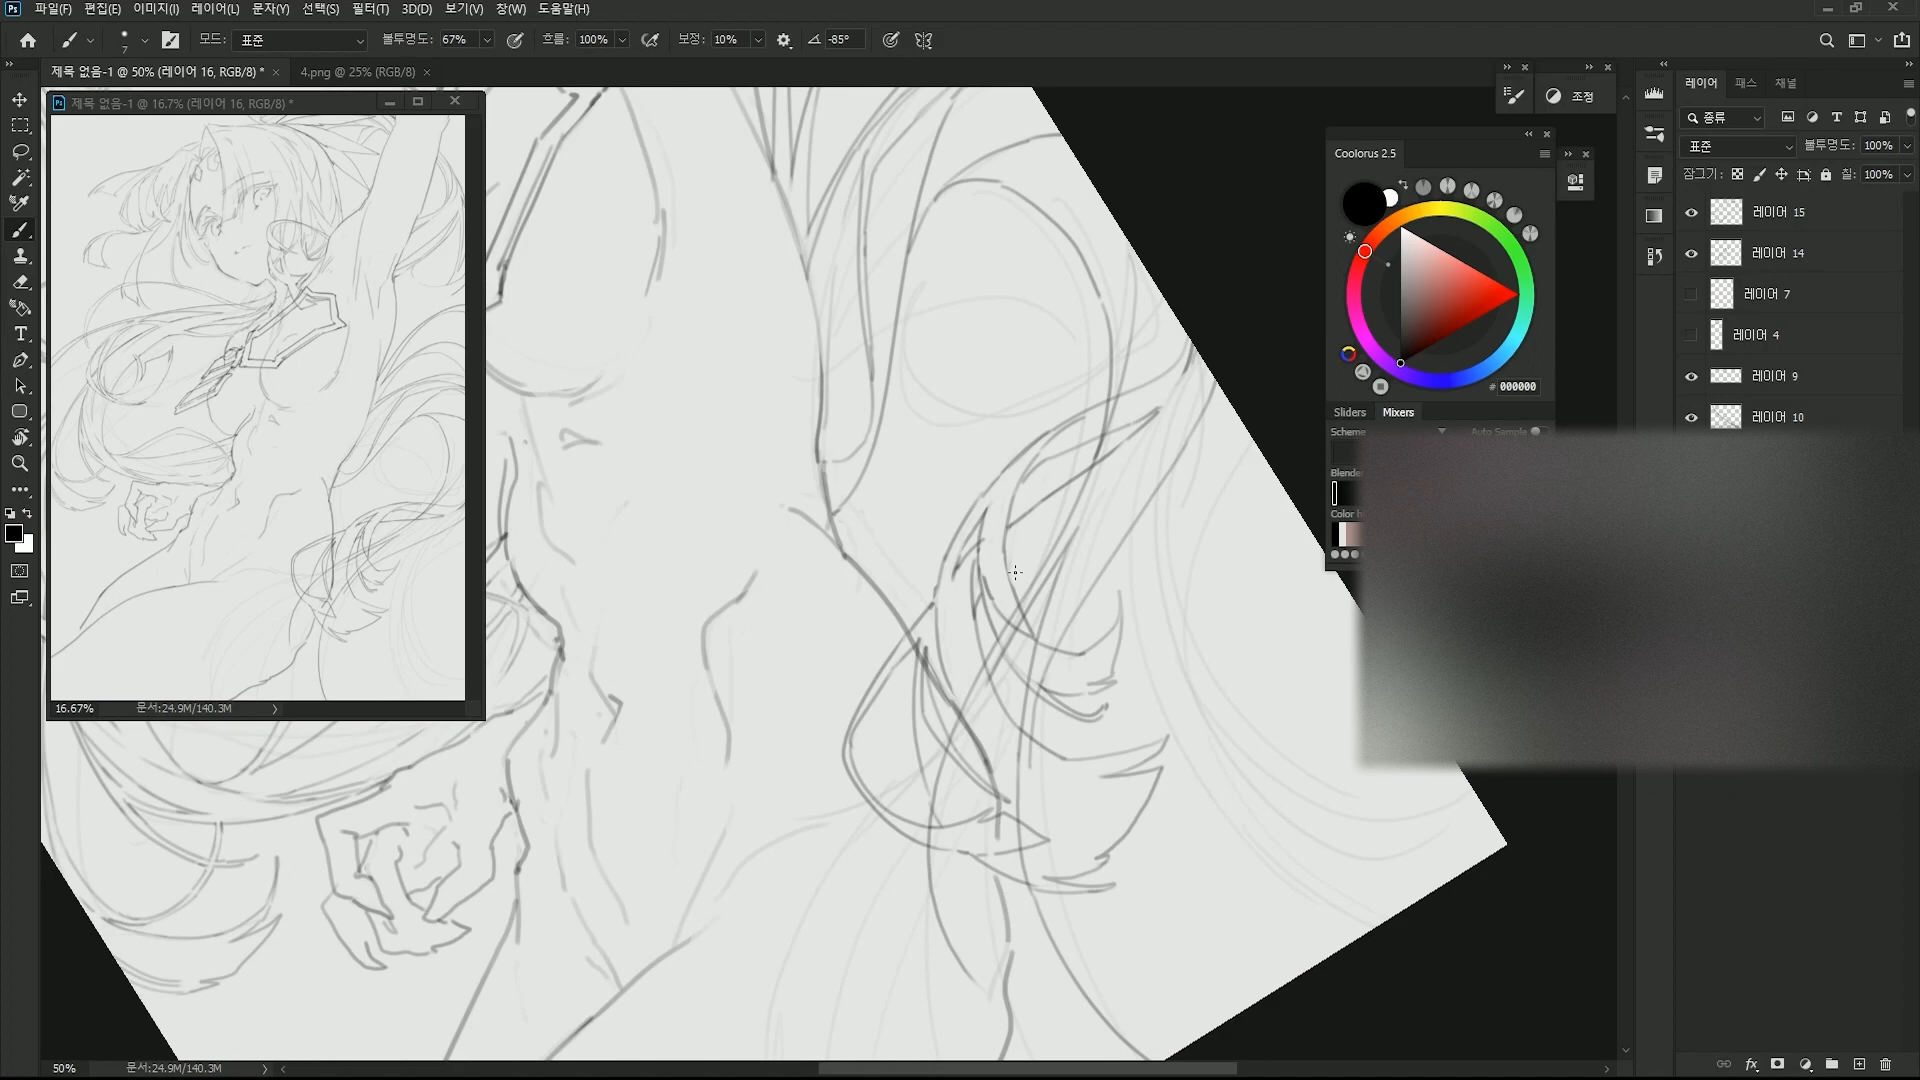 Ps 파일(F) 편집(E) 이미지(I) 레이어(L) 문자(Y) 선택(S) 필터(T) 3D(D) 보기(V) 창(W) 도움말(H)
7 모드: 표준 불투명도: 67% 흐름: 100% 보정: 10% -85°
제목 없음-1 @ 50% (레이어 16, RGB/8) * 4.png @ 25% (RGB/8)
Ps 제목 없음-1 @ 16.7% (레이어 16, RGB/8) *
16.67% 문서:24.9M/140.3M
조정
Coolorus 2.5
# 000000
Sliders Mixers
Scheme Auto Sample
Blende
Color h
레이어 패스 채널
종류
표준 불투명도: 100%
잠그기: 칠: 100%
레이어 15
레이어 14
레이어 7
레이어 4
레이어 9
레이어 10
fx
50% 문서:24.9M/140.3M